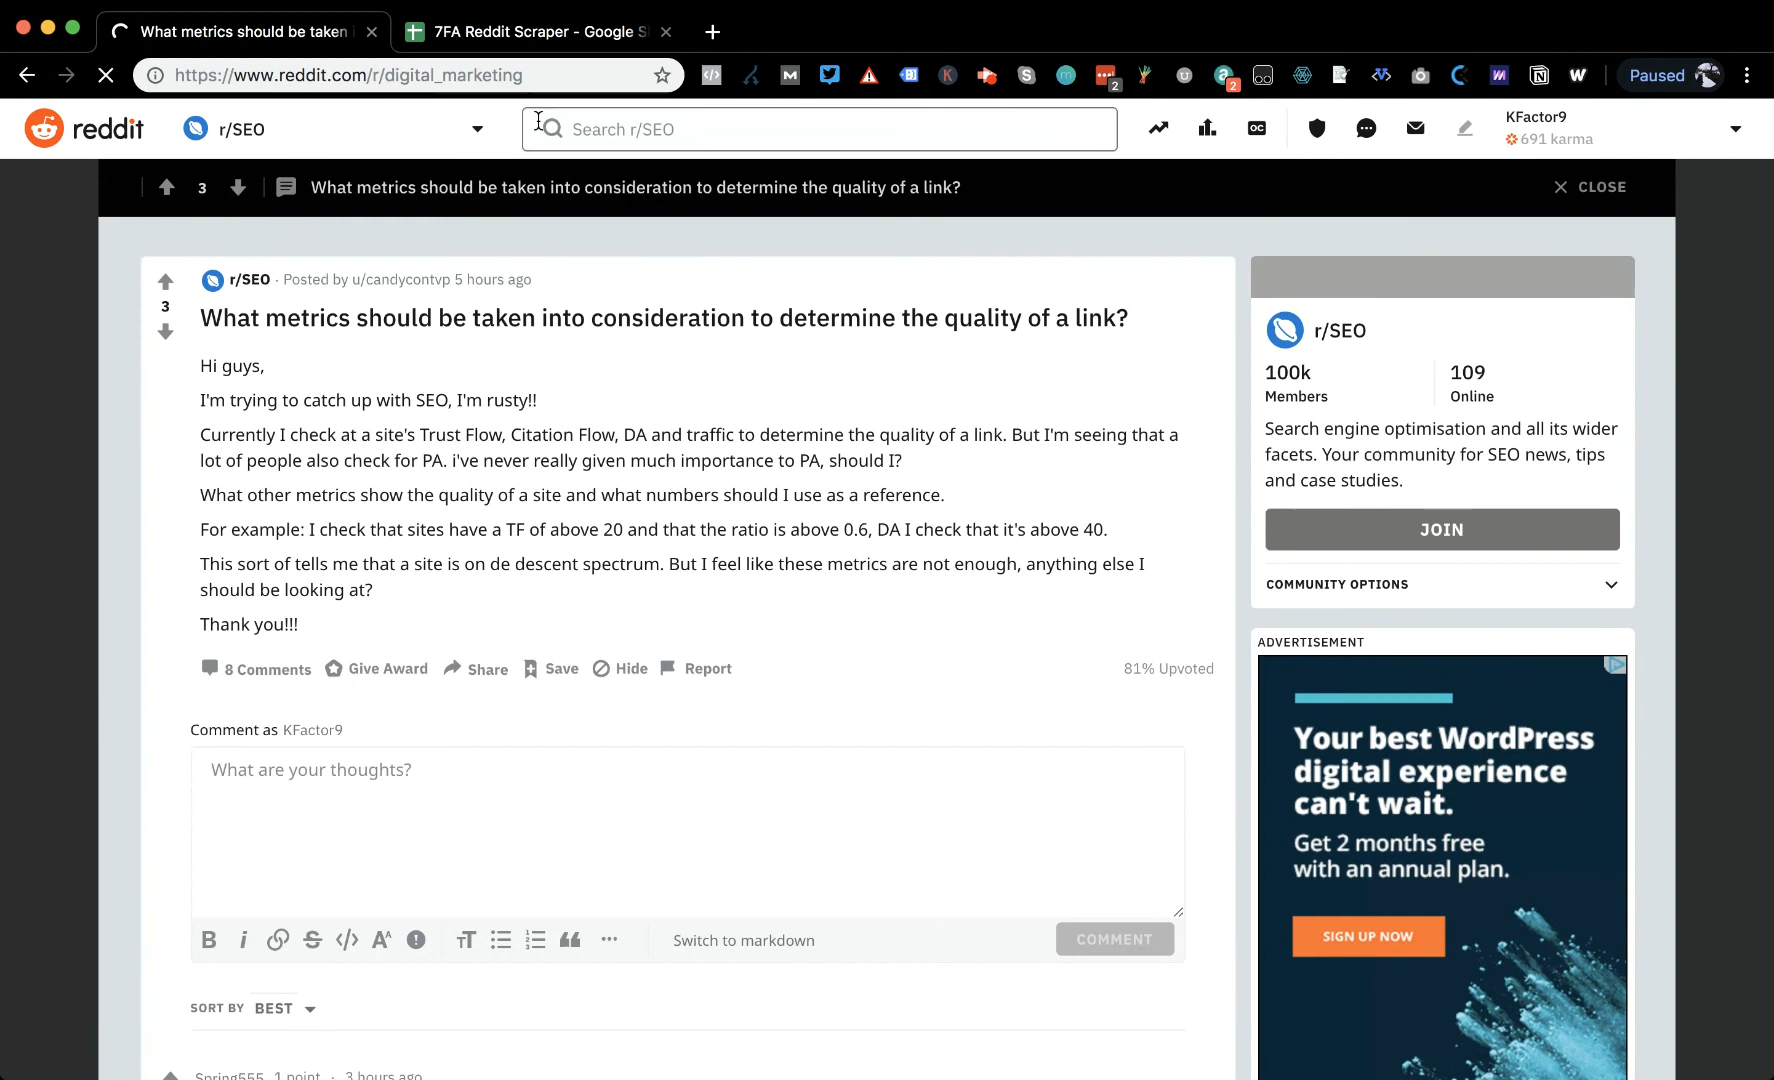 What metrics should be taken
7FA Reddit Scraper - Google S
https://www.reddit.com/r/digital_marketing
2
2
Paused
reddit
r/SEO
Search r/SEO
OC
KFactor9
691 karma
3
What metrics should be taken into consideration to determine the quality of a link?
CLOSE
r/SEO · Posted by u/candycontvp 5 hours ago
3
What metrics should be taken into consideration to determine the quality of a link?
Hi guys,
I'm trying to catch up with SEO, I'm rusty!!
Currently I check at a site's Trust Flow, Citation Flow, DA and traffic to determine the quality of a link. But I'm seeing that a
lot of people also check for PA. i've never really given much importance to PA, should I?
What other metrics show the quality of a site and what numbers should I use as a reference.
For example: I check that sites have a TF of above 20 and that the ratio is above 0.6, DA I check that it's above 40.
This sort of tells me that a site is on de descent spectrum. But I feel like these metrics are not enough, anything else I
should be looking at?
Thank you!!!
8 Comments Give Award Share Save Hide Report
81% Upvoted
Comment as KFactor9
What are your thoughts?
Switch to markdown
COMMENT
SORT BY BEST
Spring555 1 point · 3 hours ago
r/SEO
100k
Members
109
Online
Search engine optimisation and all its wider
facets. Your community for SEO news, tips
and case studies.
JOIN
COMMUNITY OPTIONS
ADVERTISEMENT
Your best WordPress
digital experience
can't wait.
Get 2 months free
with an annual plan.
SIGN UP NOW